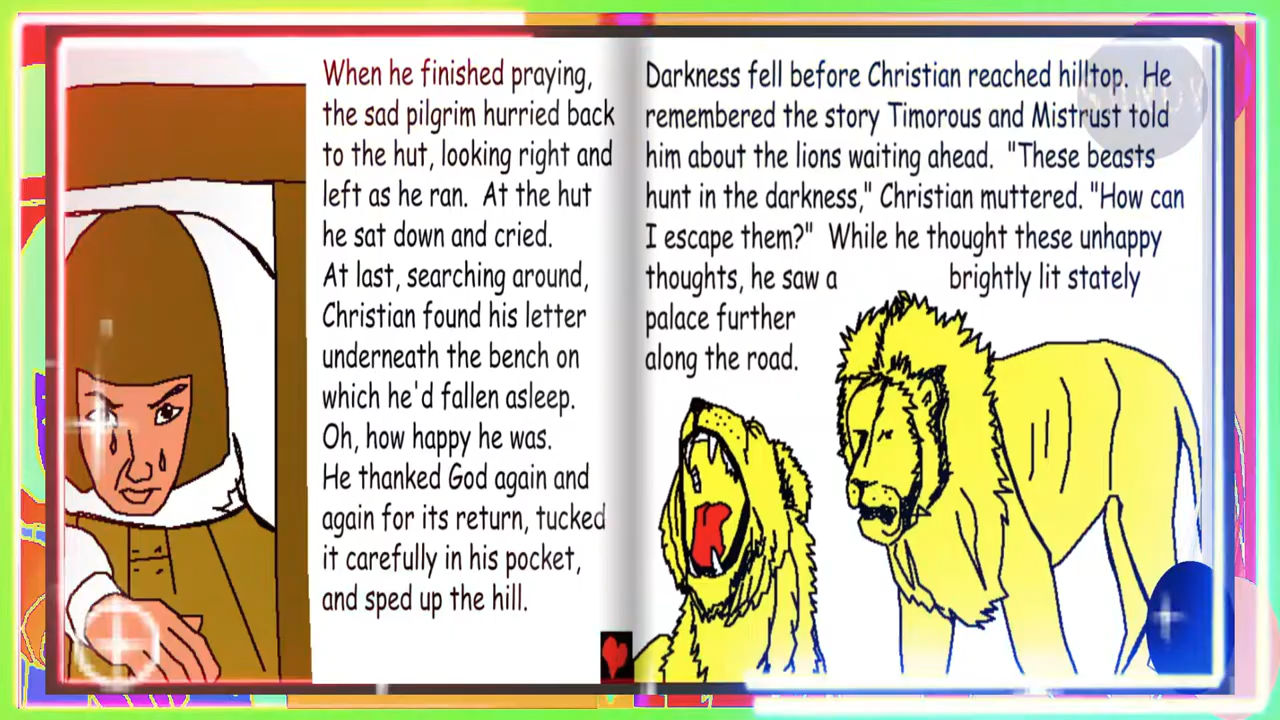 When he finished praying,
the sad pilgrim hurried back
to the hut, looking right and
left as he ran. At the hut
he sat down and cried.
At last, searching around,
Christian found his letter
underneath the bench on
which he'd fallen asleep.
Oh, how happy he was.
He thanked God again and
again for its return, tucked
it carefully in his pocket,
and sped up the hill.
Darkness fell before Christian reached hilltop. He
remembered the story Timorous and Mistrust told
him about the lions waiting ahead. "These beasts
hunt in the darkness," Christian muttered. "How can
I escape them?" While he thought these unhappy
thoughts, he saw a brightly lit stately
palace further
along the road.